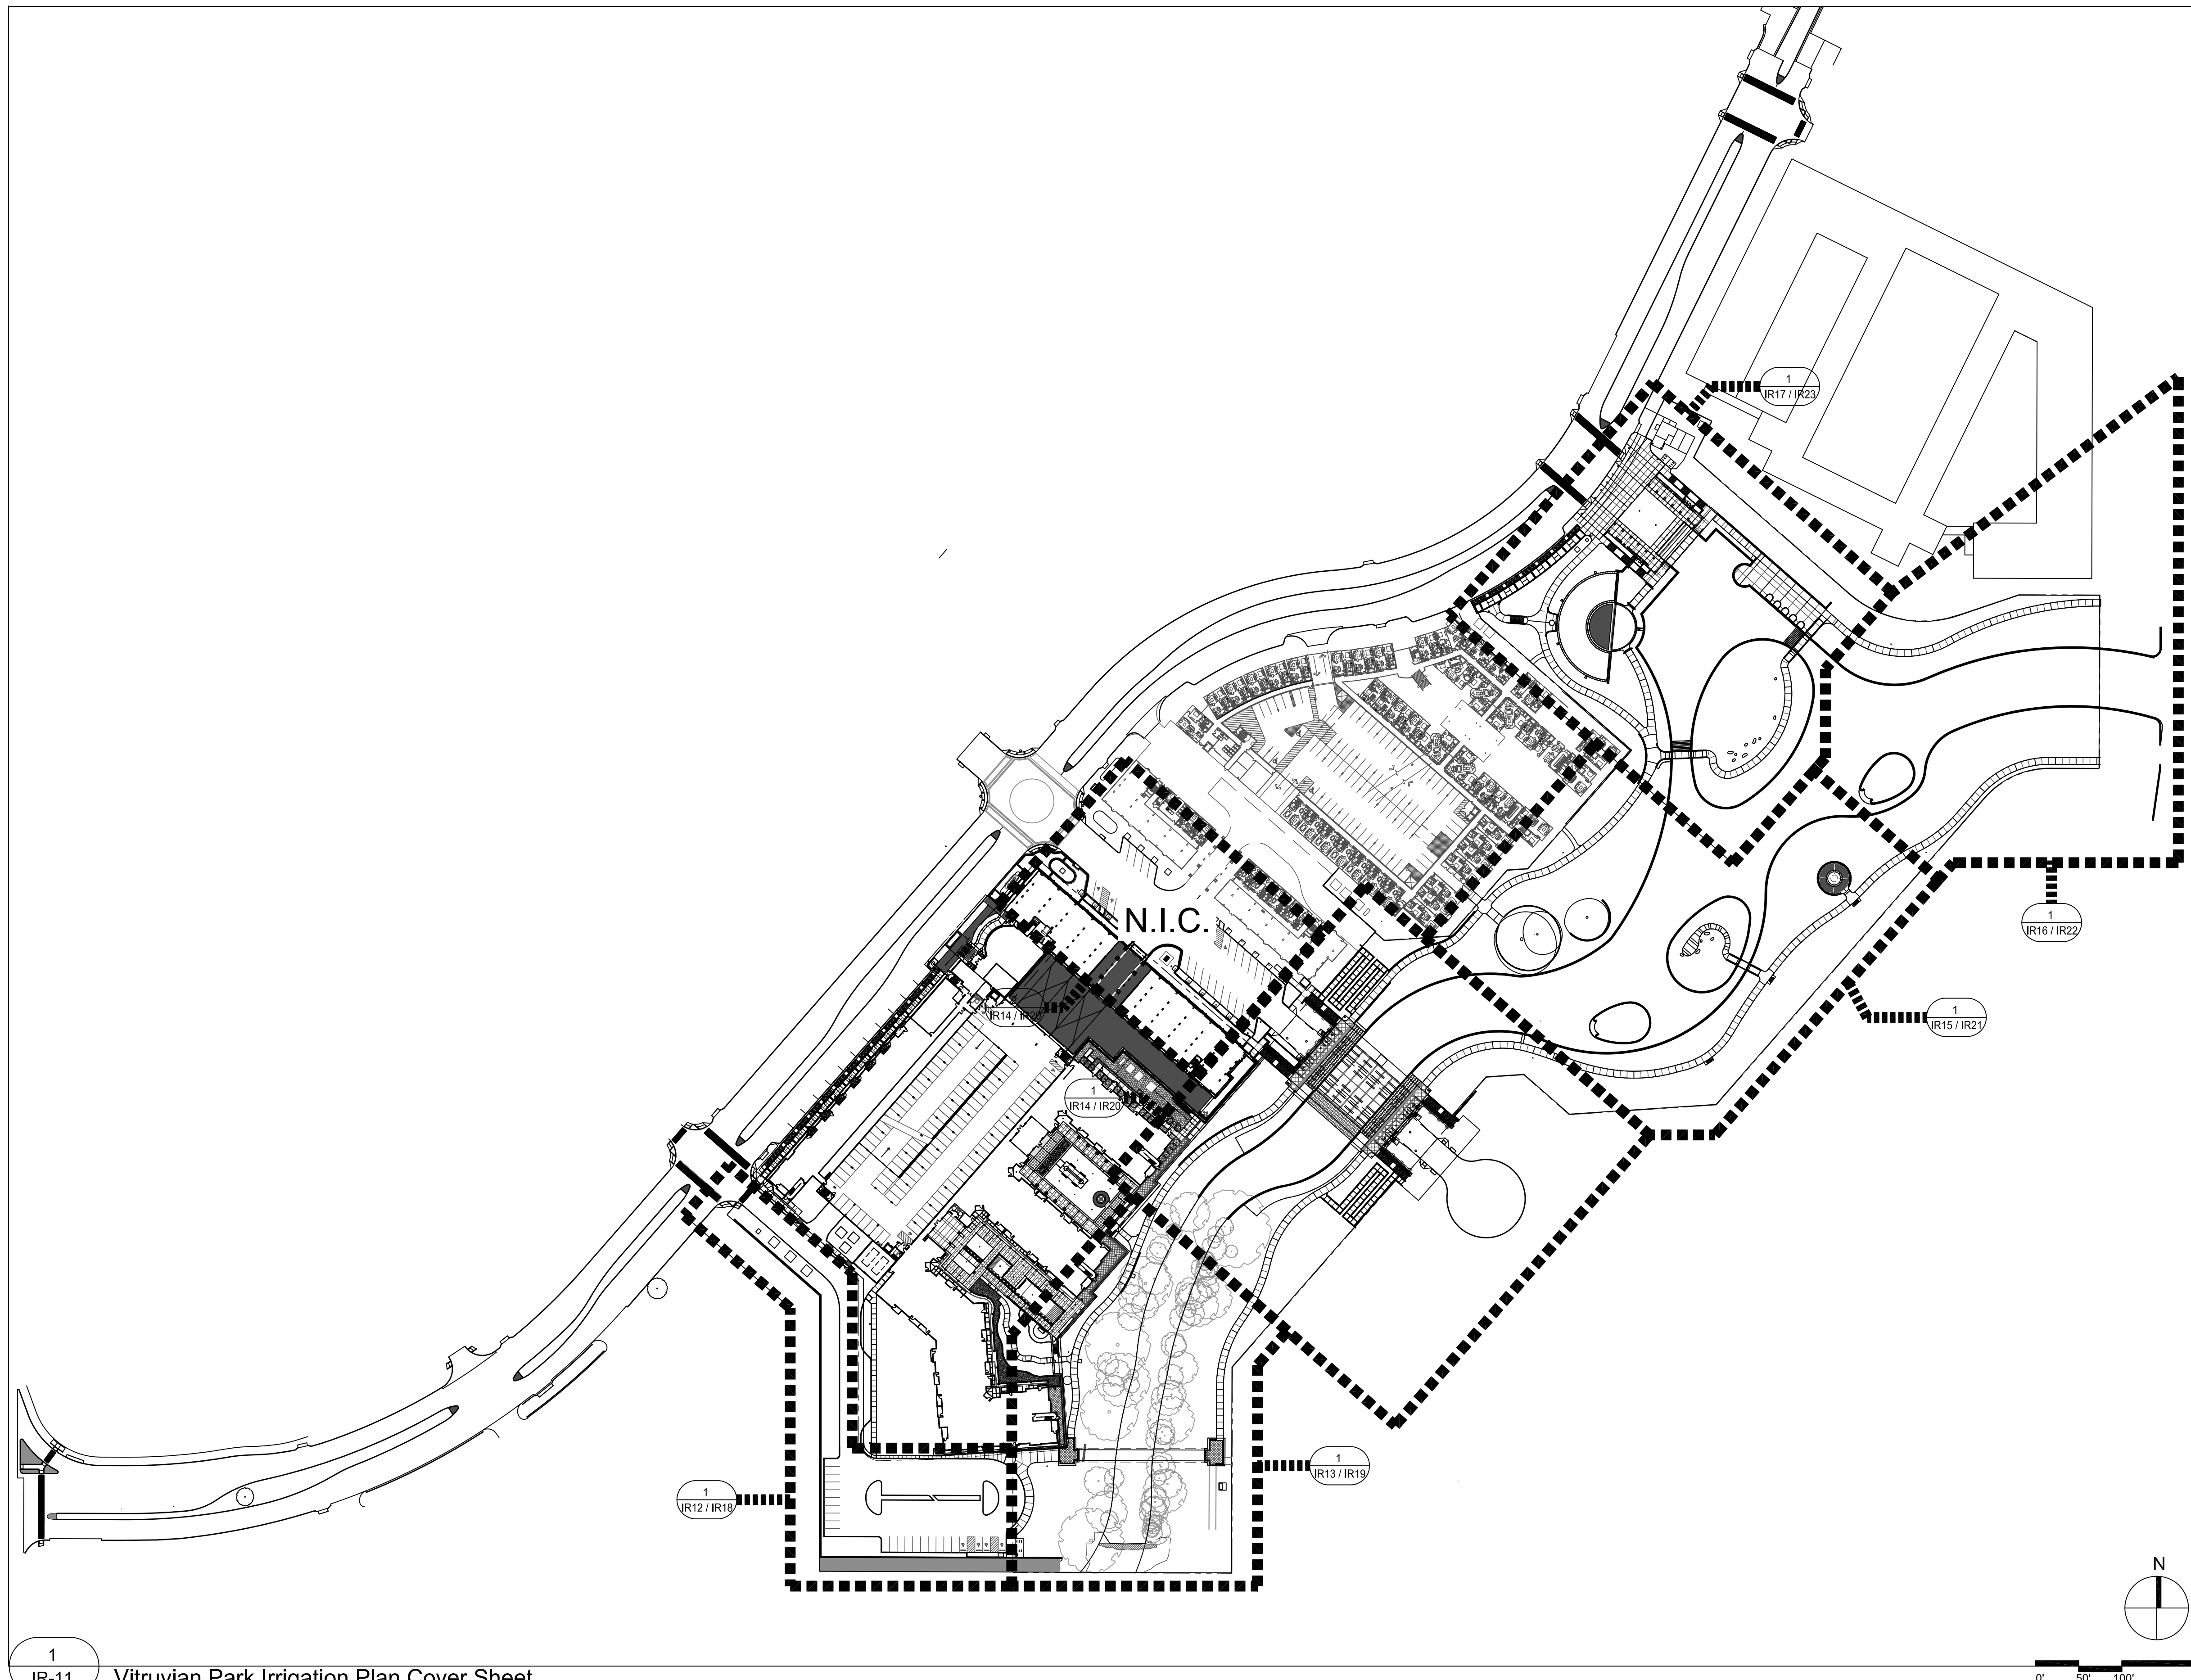 1
IR17 / IR23
N.I.C.
1
IR16 / IR22
IR14 / IR20
1
IR15 / IR21
1
IR14 / IR20
1
IR13 / IR19
1
IR12 / IR18
N
1
IR-11
Vitruvian Park Irrigation Plan Cover Sheet
0' 50' 100'